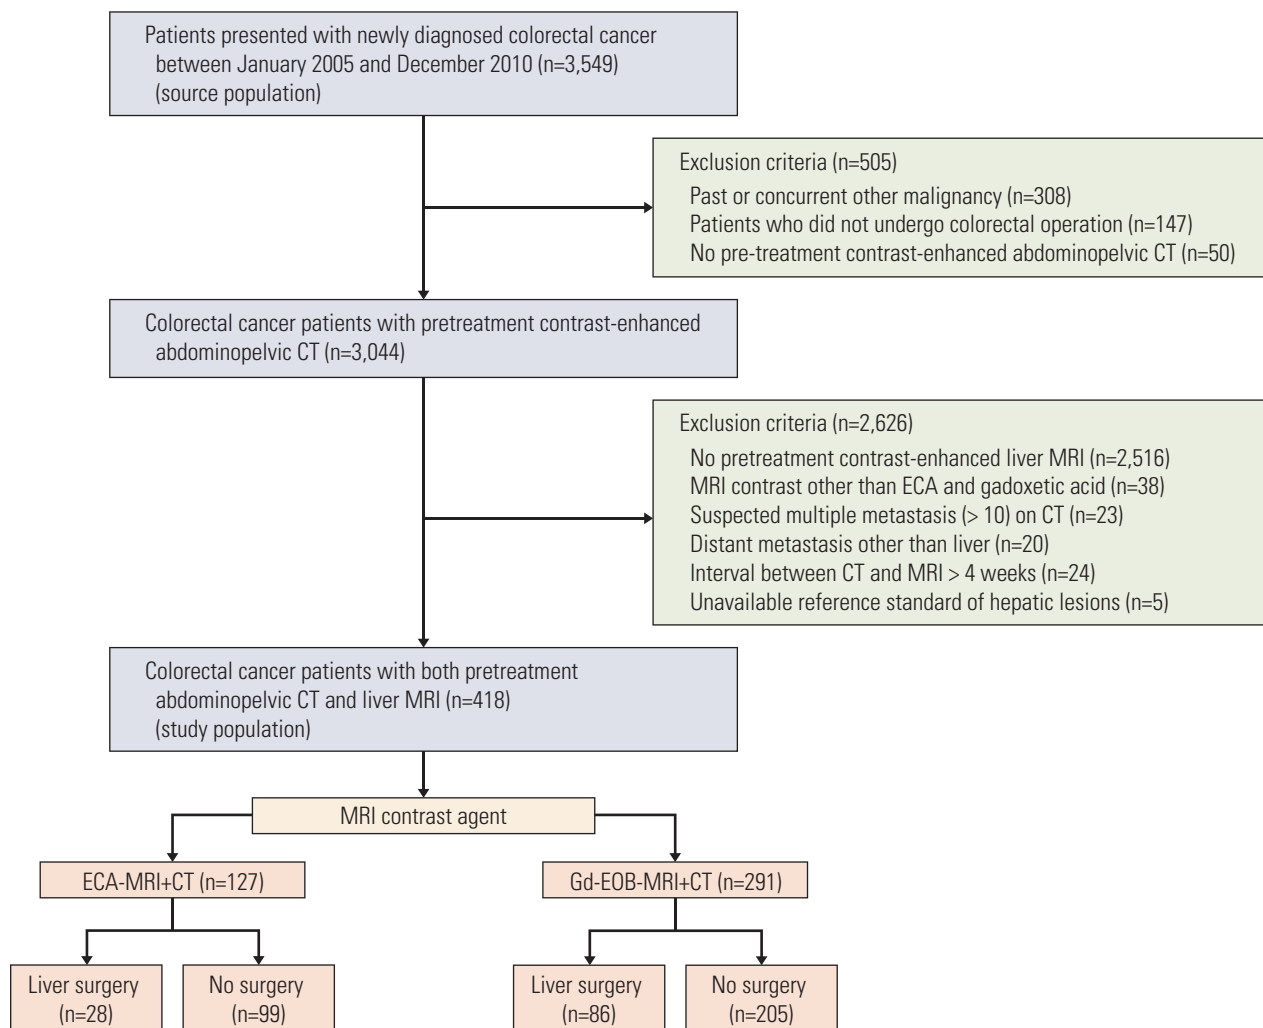 Patients presented with newly diagnosed colorectal cancer
between January 2005 and December 2010 (n=3,549)
(source population)
Exclusion criteria (n=505)
Past or concurrent other malignancy (n=308)
Patients who did not undergo colorectal operation (n=147)
No pre-treatment contrast-enhanced abdominopelvic CT (n=50)
Colorectal cancer patients with pretreatment contrast-enhanced
abdominopelvic CT (n=3,044)
Exclusion criteria (n=2,626)
No pretreatment contrast-enhanced liver MRI (n=2,516)
MRI contrast other than ECA and gadoxetic acid (n=38)
Suspected multiple metastasis (> 10) on CT (n=23)
Distant metastasis other than liver (n=20)
Interval between CT and MRI > 4 weeks (n=24)
Unavailable reference standard of hepatic lesions (n=5)
Colorectal cancer patients with both pretreatment
abdominopelvic CT and liver MRI (n=418)
(study population)
MRI contrast agent
ECA-MRI+CT (n=127)
Gd-EOB-MRI+CT (n=291)
Liver surgery
(n=28)
No surgery
(n=99)
Liver surgery
(n=86)
No surgery
(n=205)